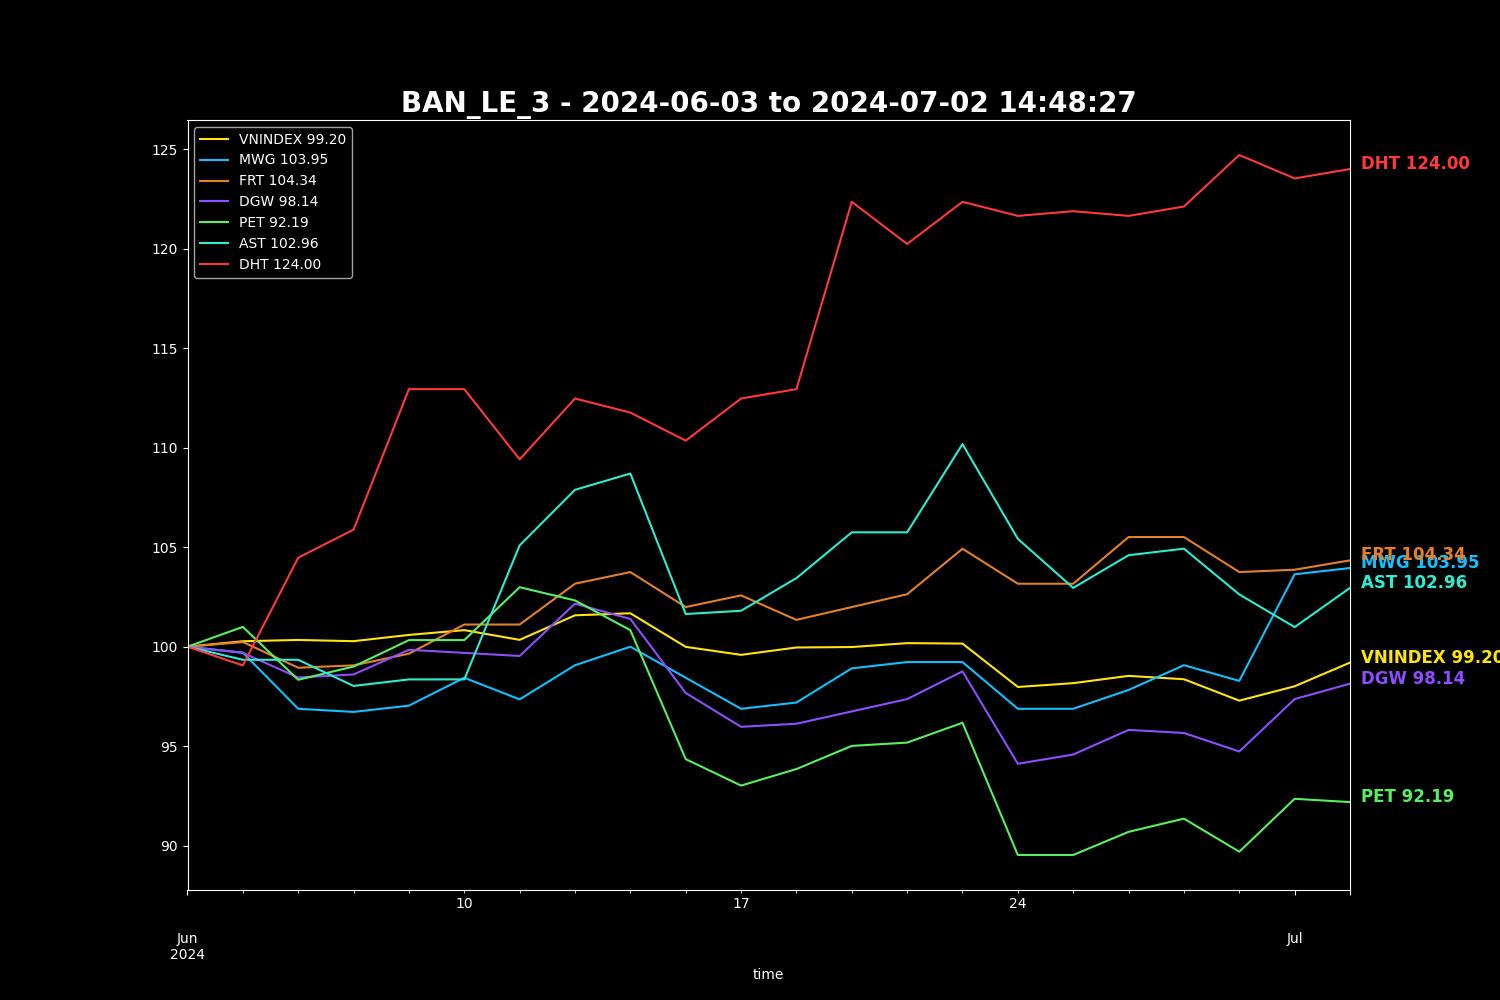 BAN_LE_3 - 2024-06-03 to 2024-07-02 14:48:27
VNINDEX 99.20
MWG 103.95
FRT 104.34
DGW 98.14
PET 92.19
AST 102.96
DHT 124.00
125
120
115
110
105
100
95
90
DHT 124.00
FRT 104.34
MWG 103.95
AST 102.96
VNINDEX 99.20
DGW 98.14
PET 92.19
10
17
24
Jun
2024
Jul
time